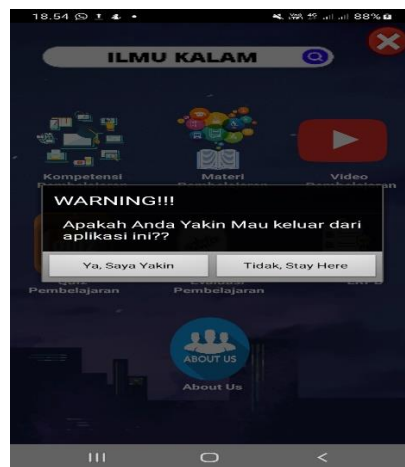 18.54
88%
ILMU KALAM
Kompetensi
Materi
Video
WARNING!!!
Apakah Anda Yakin Mau keluar dari
aplikasi ini??
Ya, Saya Yakin
Tidak, Stay Here
Pembelajaran
Pembelajaran
ABOUT US
About Us